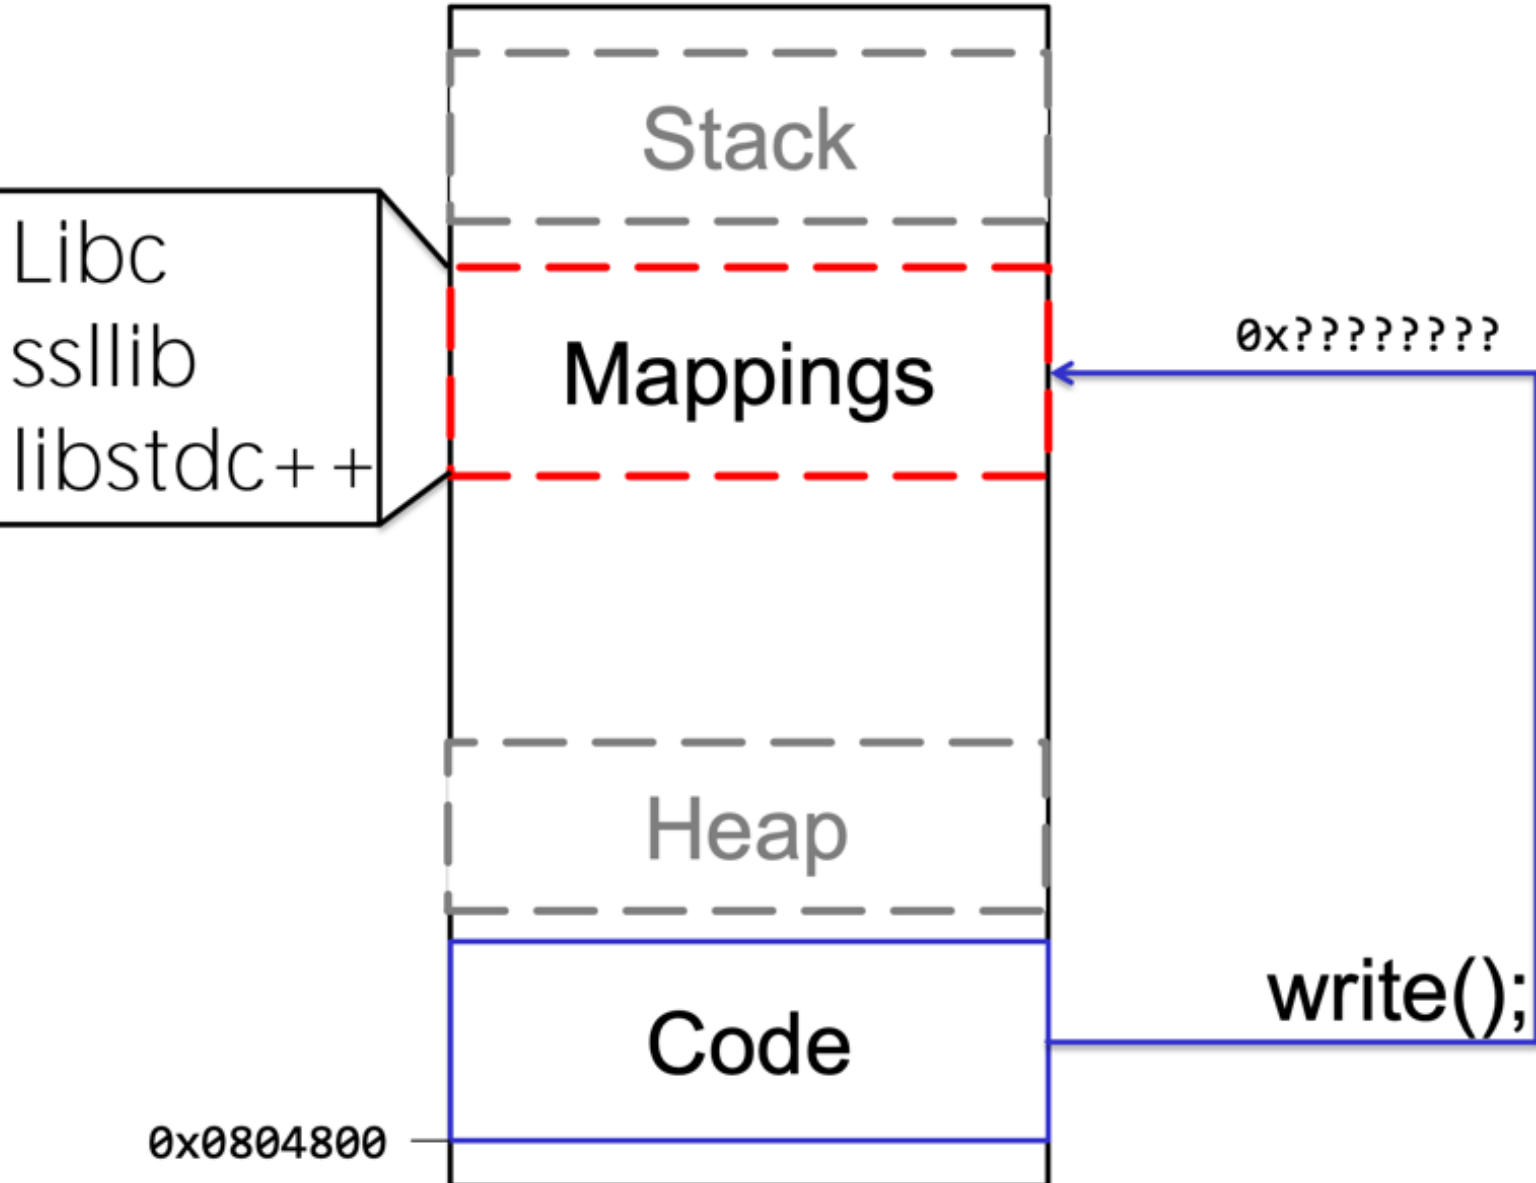 Stack
Libc
ssllib
libstdc++
Mappings
0x????????
Heap
write();
Code
0x0804800